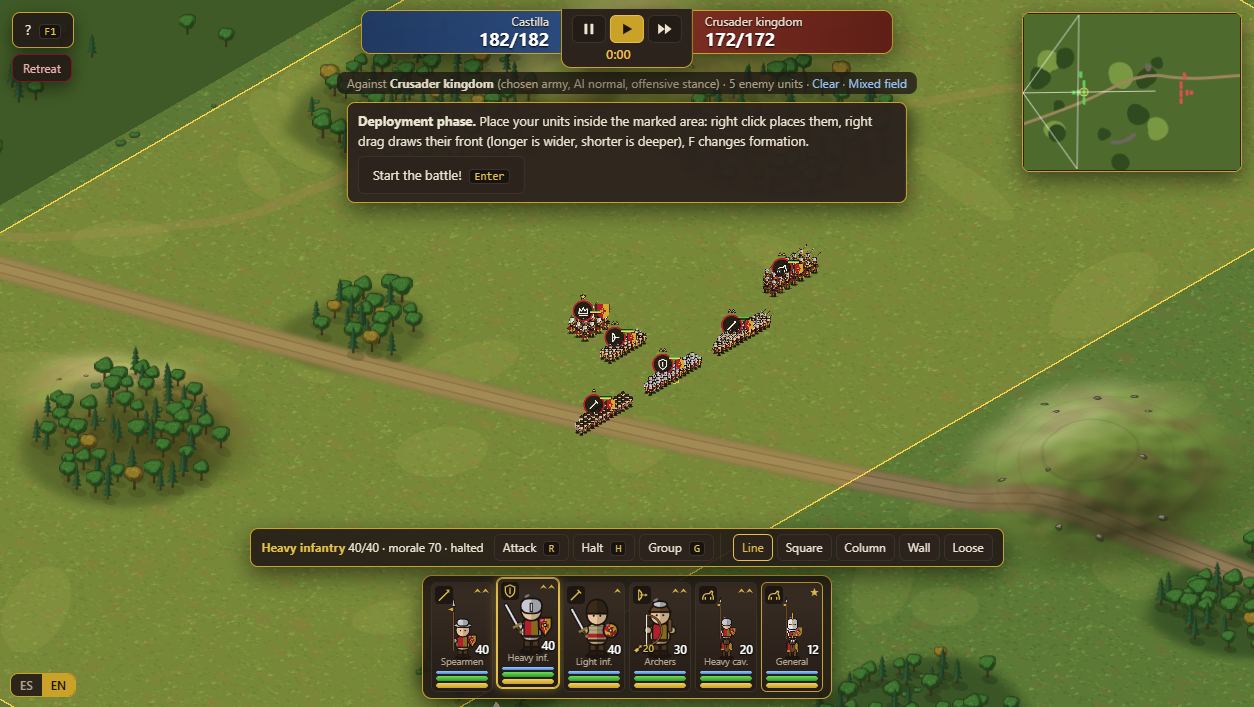 ? F1
Retreat
Castilla
182/182
0:00
Crusader kingdom
172/172
Against Crusader kingdom (chosen army, AI normal, offensive stance) · 5 enemy units · Clear · Mixed field
Deployment phase. Place your units inside the marked area: right click places them, right
drag draws their front (longer is wider, shorter is deeper), F changes formation.
Start the battle! Enter
Heavy infantry 40/40 · morale 70 · halted Attack R Halt H Group G Line Square Column Wall Loose
40
Spearmen
40
Heavy inf.
40
Light inf.
20
30
Archers
20
Heavy cav.
12
General
ES EN